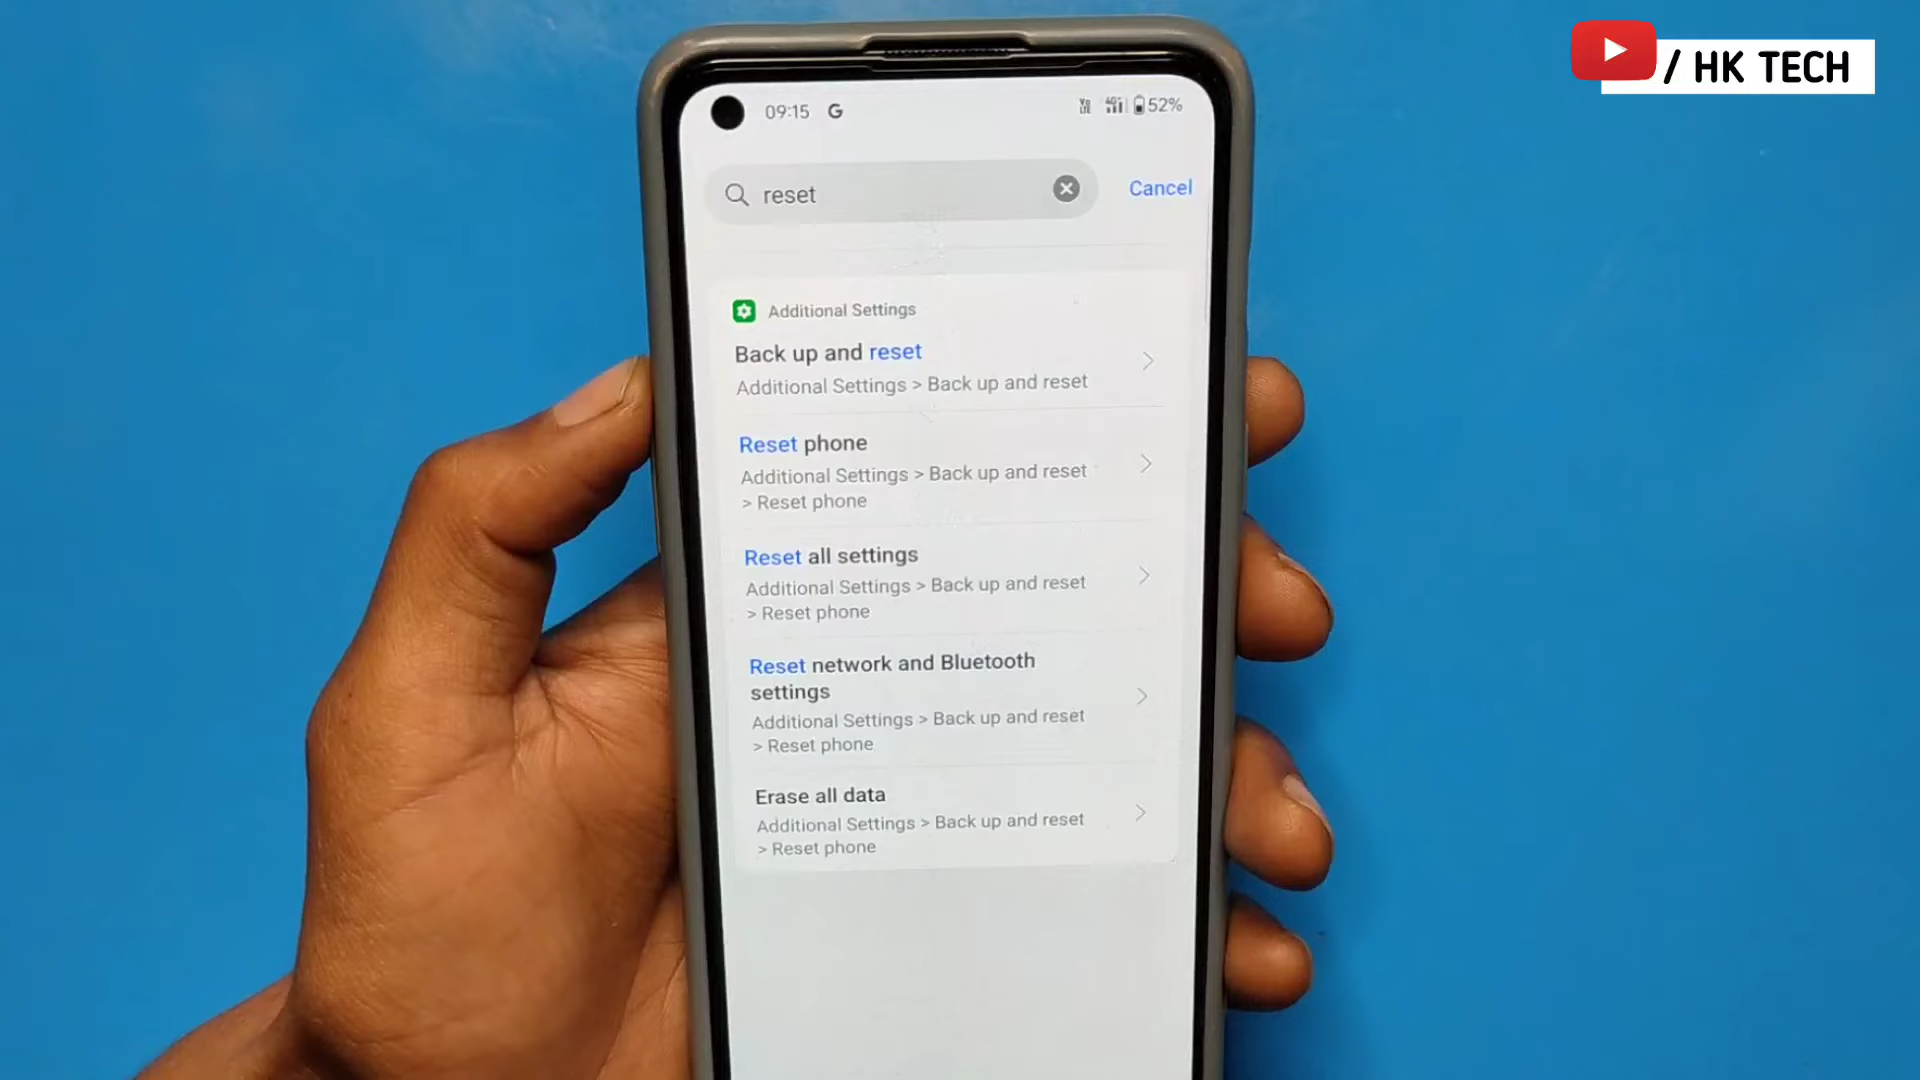 / HK TECH
09:15 G
52%
reset
Cancel
Additional Settings
Back up and reset
Additional Settings > Back up and reset
Reset phone
Additional Settings > Back up and reset
> Reset phone
Reset all settings
Additional Settings > Back up and reset
> Reset phone
Reset network and Bluetooth
settings
Additional Settings > Back up and reset
> Reset phone
Erase all data
Additional Settings > Back up and reset
> Reset phone